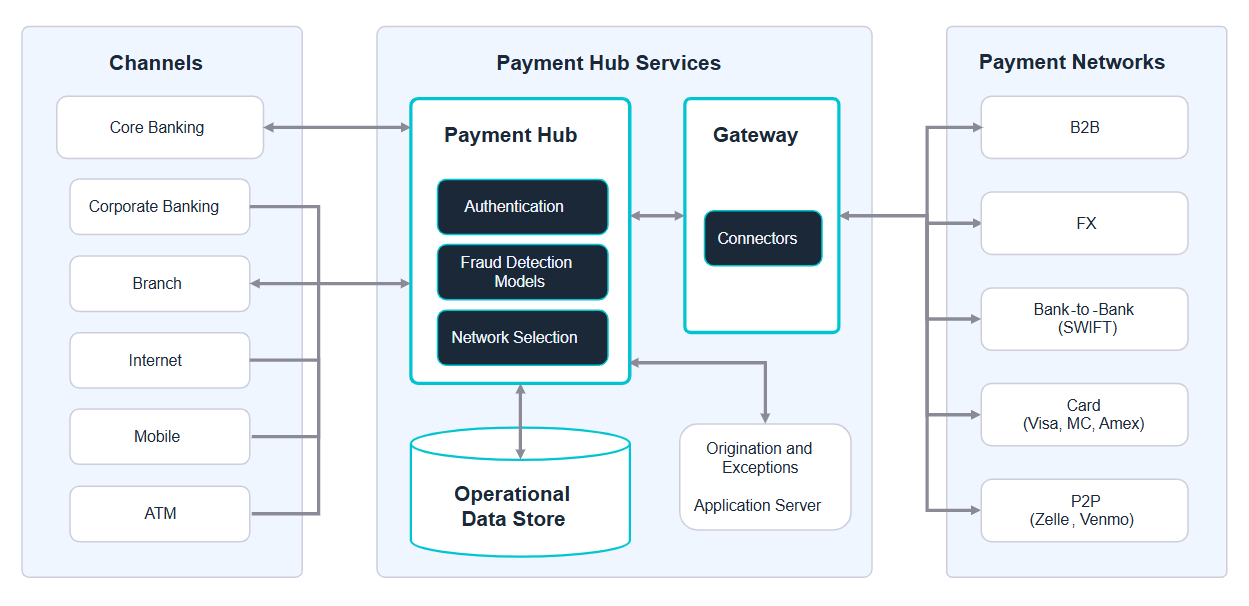 Channels
Core Banking
Corporate Banking
Branch
Internet
Mobile
ATM
Payment Hub Services
Payment Hub
Authentication
Fraud Detection
Models
Network Selection
Gateway
Connectors
Operational
Data Store
Origination and
Exceptions
Application Server
Payment Networks
B2B
FX
Bank-to-Bank
(SWIFT)
Card
(Visa, MC, Amex)
P2P
(Zelle, Venmo)